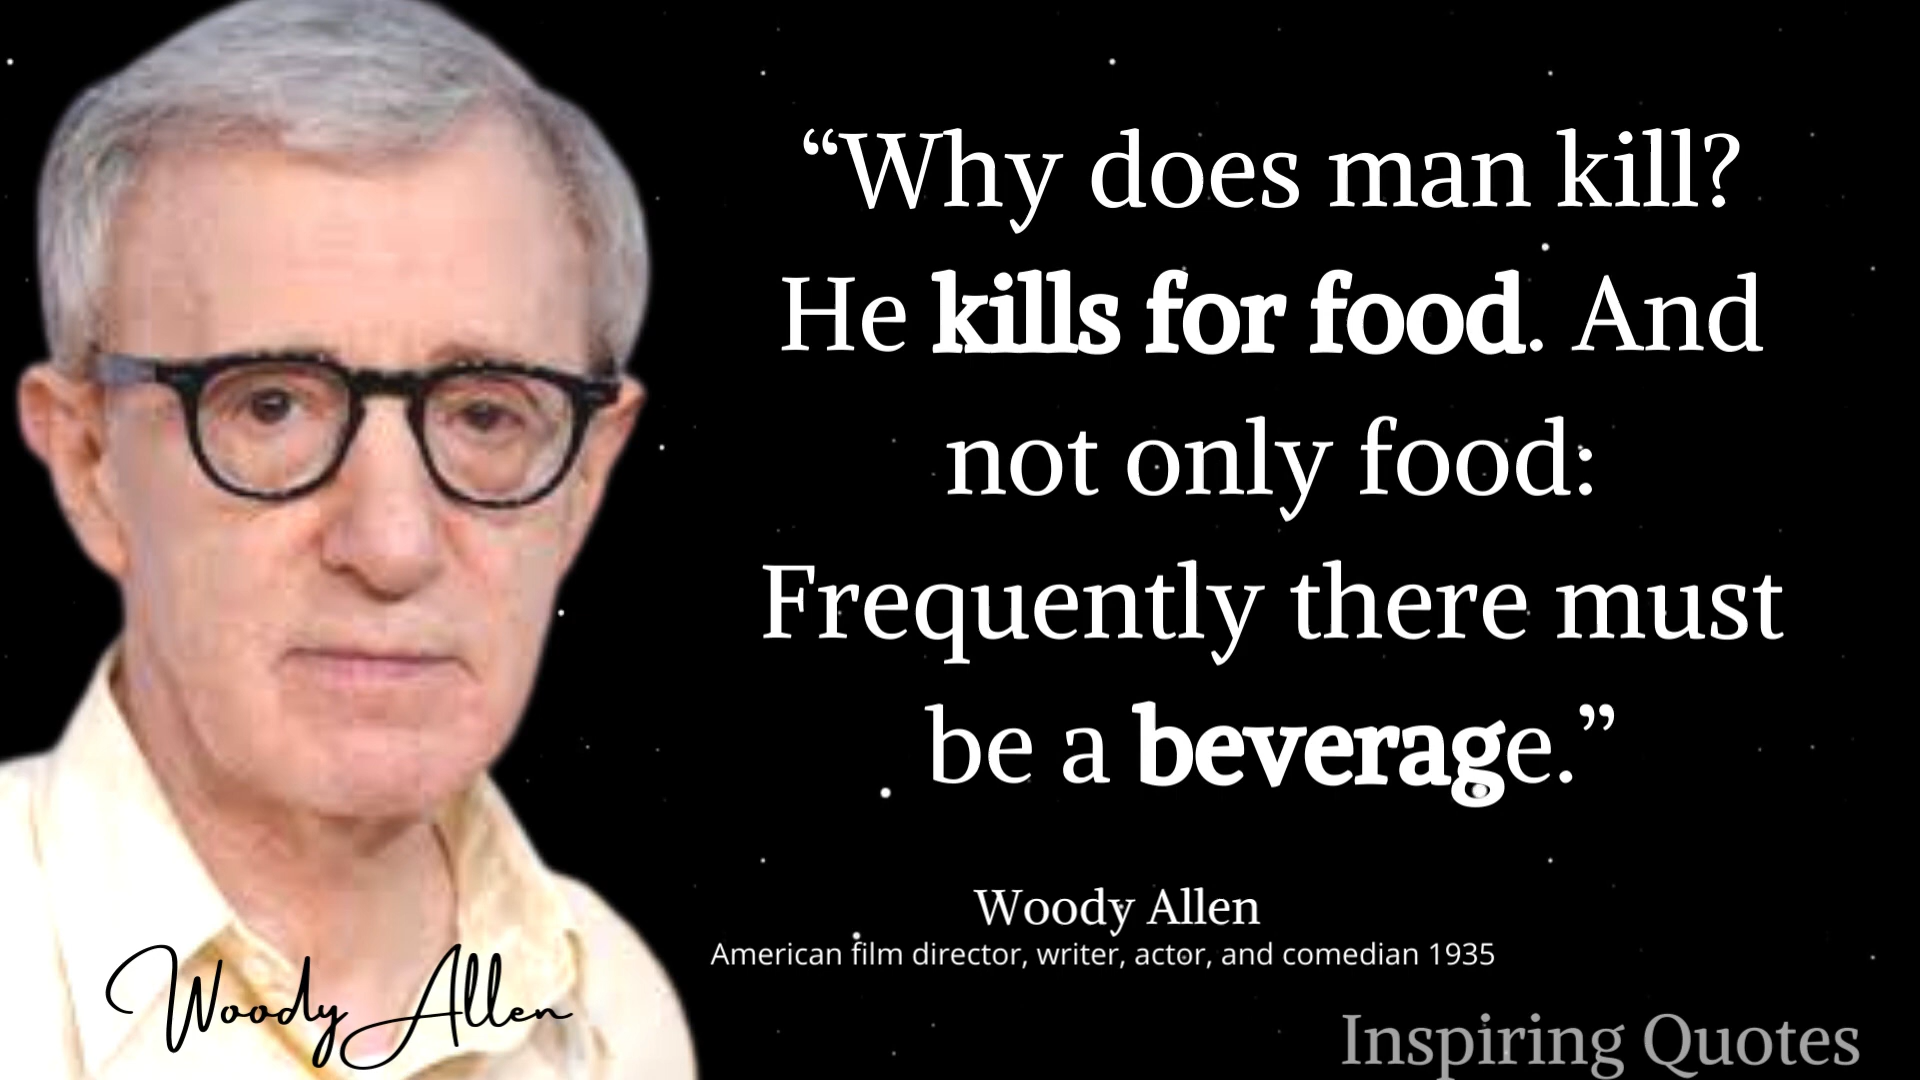 “Why does man kill?
He kills for food. And
not only food:
Frequently there must
be a beverage.”
Woody Allen
American film director, writer, actor, and comedian 1935
Woody Allen
Inspiring Quotes